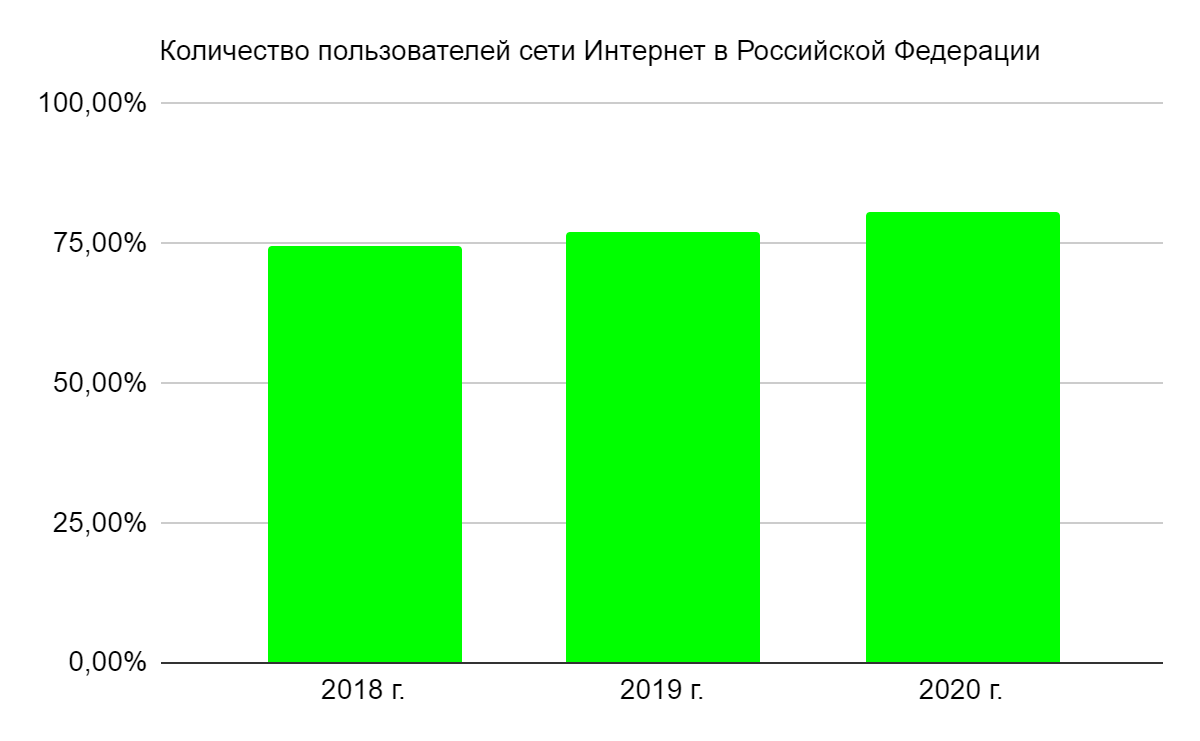 Количество пользователей сети Интернет в Российской Федерации
100,00%
75,00%
50,00%
25,00%
0,00%
2018 г.
2019 г.
2020 г.